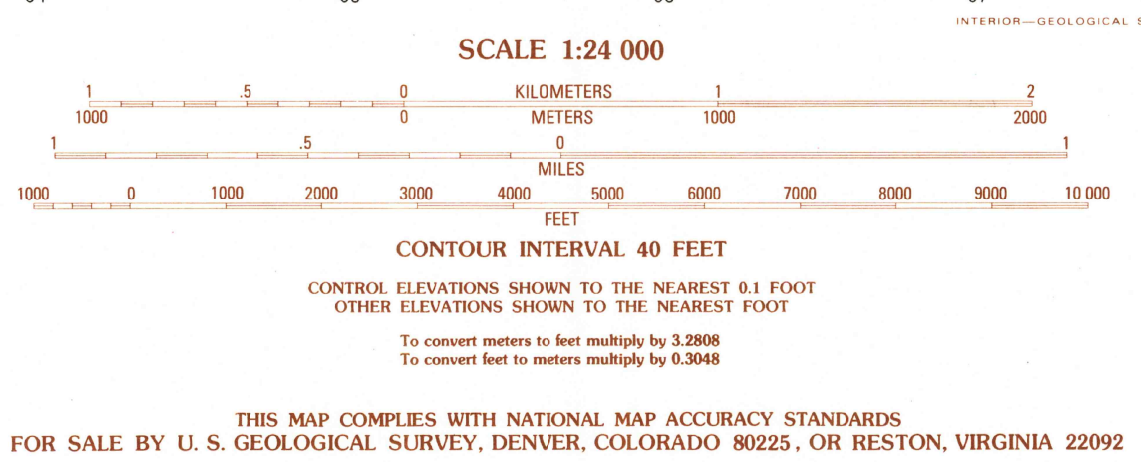 INTERIOR—GEOLOGICAL
SCALE 1:24 000
1 .5 0 KILOMETERS 1 2
1000 0 METERS 1000 2000
1 .5 0 1
MILES
1000 0 1000 2000 3000 4000 5000 6000 7000 8000 9000 10 000
FEET
CONTOUR INTERVAL 40 FEET
CONTROL ELEVATIONS SHOWN TO THE NEAREST 0.1 FOOT
OTHER ELEVATIONS SHOWN TO THE NEAREST FOOT
To convert meters to feet multiply by 3.2808
To convert feet to meters multiply by 0.3048
THIS MAP COMPLIES WITH NATIONAL MAP ACCURACY STANDARDS
FOR SALE BY U. S. GEOLOGICAL SURVEY, DENVER, COLORADO 80225, OR RESTON, VIRGINIA 22092